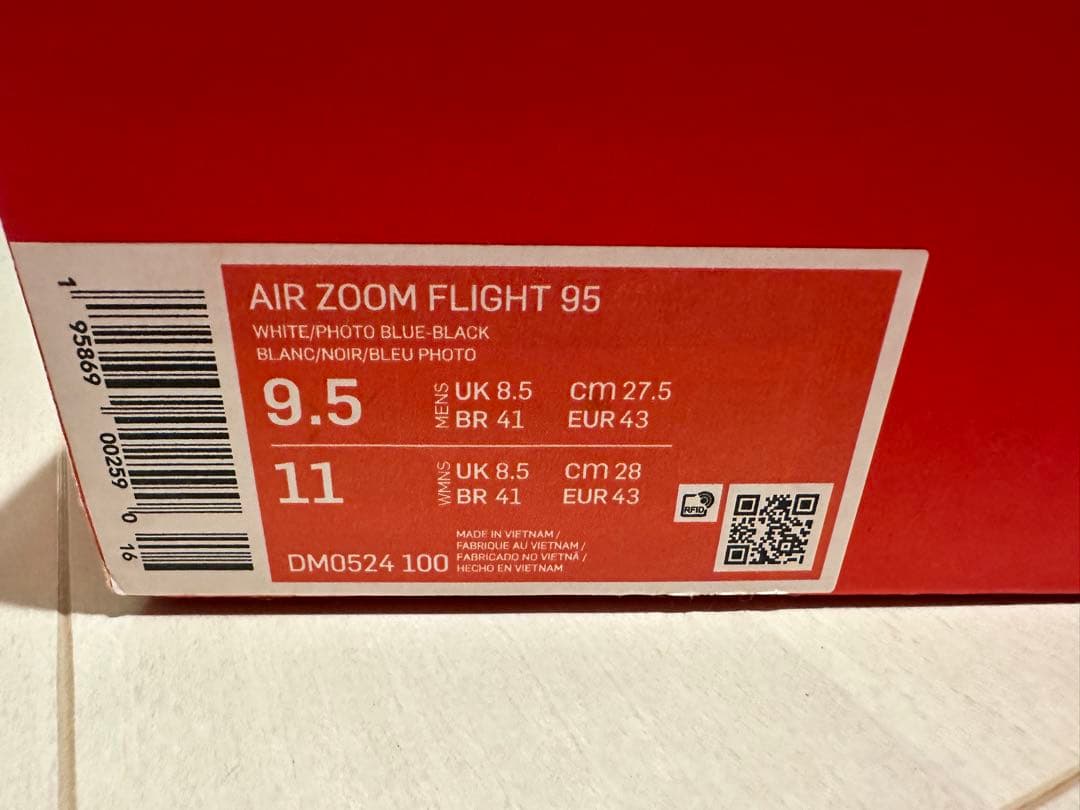 AIR ZOOM FLIGHT 95
WHITE/PHOTO BLUE-BLACK
BLANC/NOIR/BLEU PHOTO
9.5
MENS
UK 8.5 cm 27.5
BR 41 EUR 43
11
WMNS
UK 8.5 cm 28
BR 41 EUR 43
DM0524 100
MADE IN VIETNAM /
FABRIQUE AU VIETNAM /
FABRICADO NO VIETNÃ /
HECHO EN VIETNAM
RFID
1 95869 00259 0 16